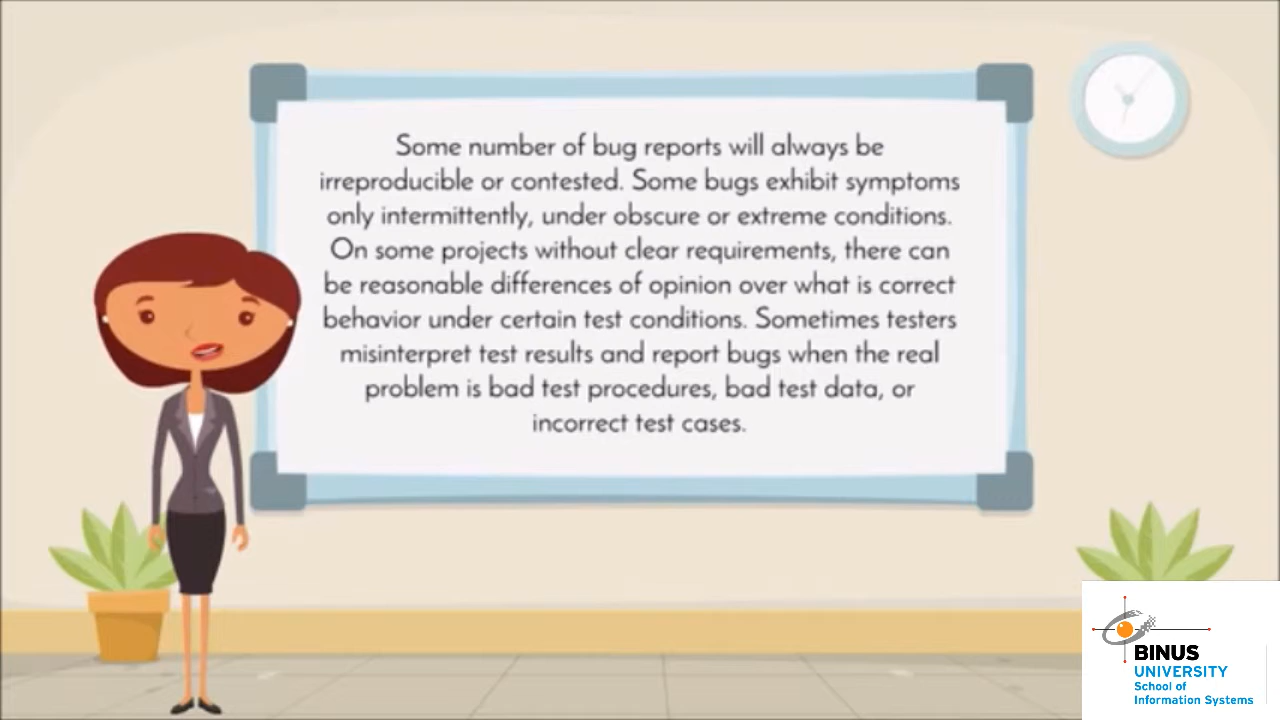 Some number of bug reports will always be
irreproducible or contested. Some bugs exhibit symptoms
only intermittently, under obscure or extreme conditions.
On some projects without clear requirements, there can
be reasonable differences of opinion over what is correct
behavior under certain test conditions. Sometimes testers
misinterpret test results and report bugs when the real
problem is bad test procedures, bad test data, or
incorrect test cases.
BINUS
UNIVERSITY
School of
Information Systems